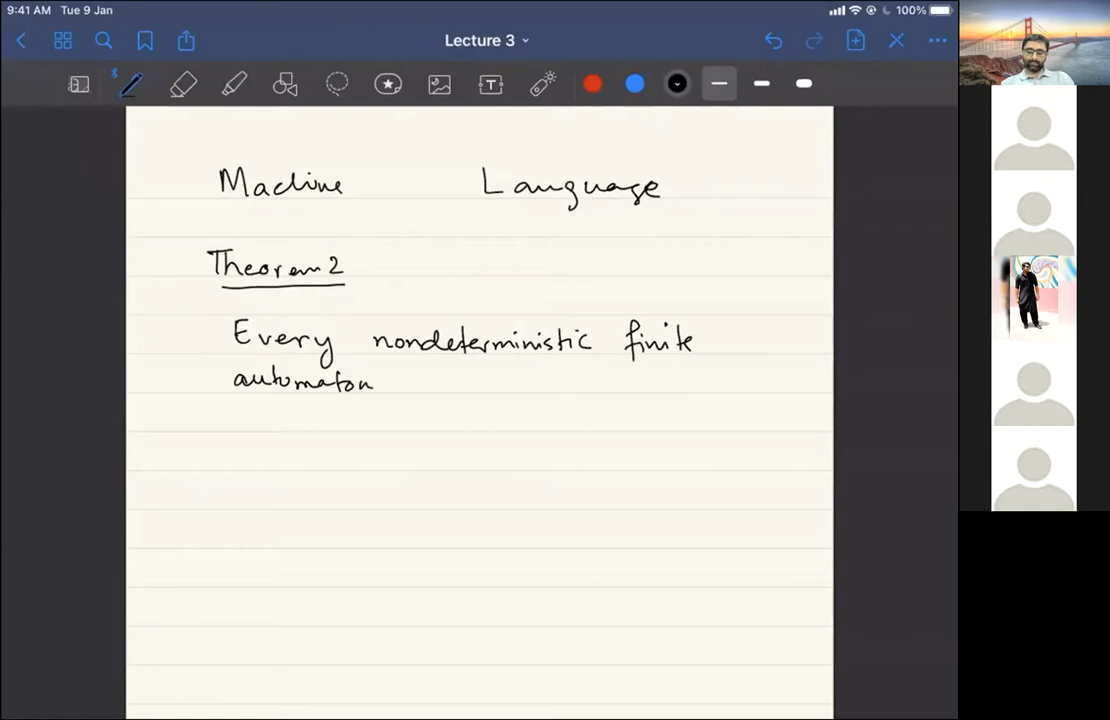 9:41 AM Tue 9 Jan 100%
Lecture 3
T
Machine Language
Theorem 2
Every nondeterministic finite
automaton